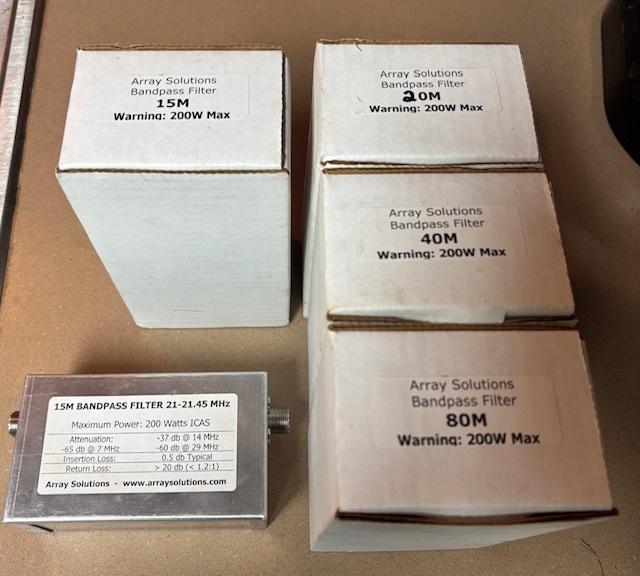 Array Solutions
Bandpass Filter
15M
Warning: 200W Max
Array Solutions
Bandpass Filter
20M
Warning: 200W Max
Array Solutions
Bandpass Filter
40M
Warning: 200W Max
Array Solutions
Bandpass Filter
80M
Warning: 200W Max
15M BANDPASS FILTER 21-21.45 MHz
Maximum Power: 200 Watts ICAS
Attenuation: -37 db @ 14 MHz
-65 db @ 7 MHz -60 db @ 29 MHz
Insertion Loss: 0.5 db Typical
Return Loss: > 20 db (< 1.2:1)
Array Solutions - www.arraysolutions.com